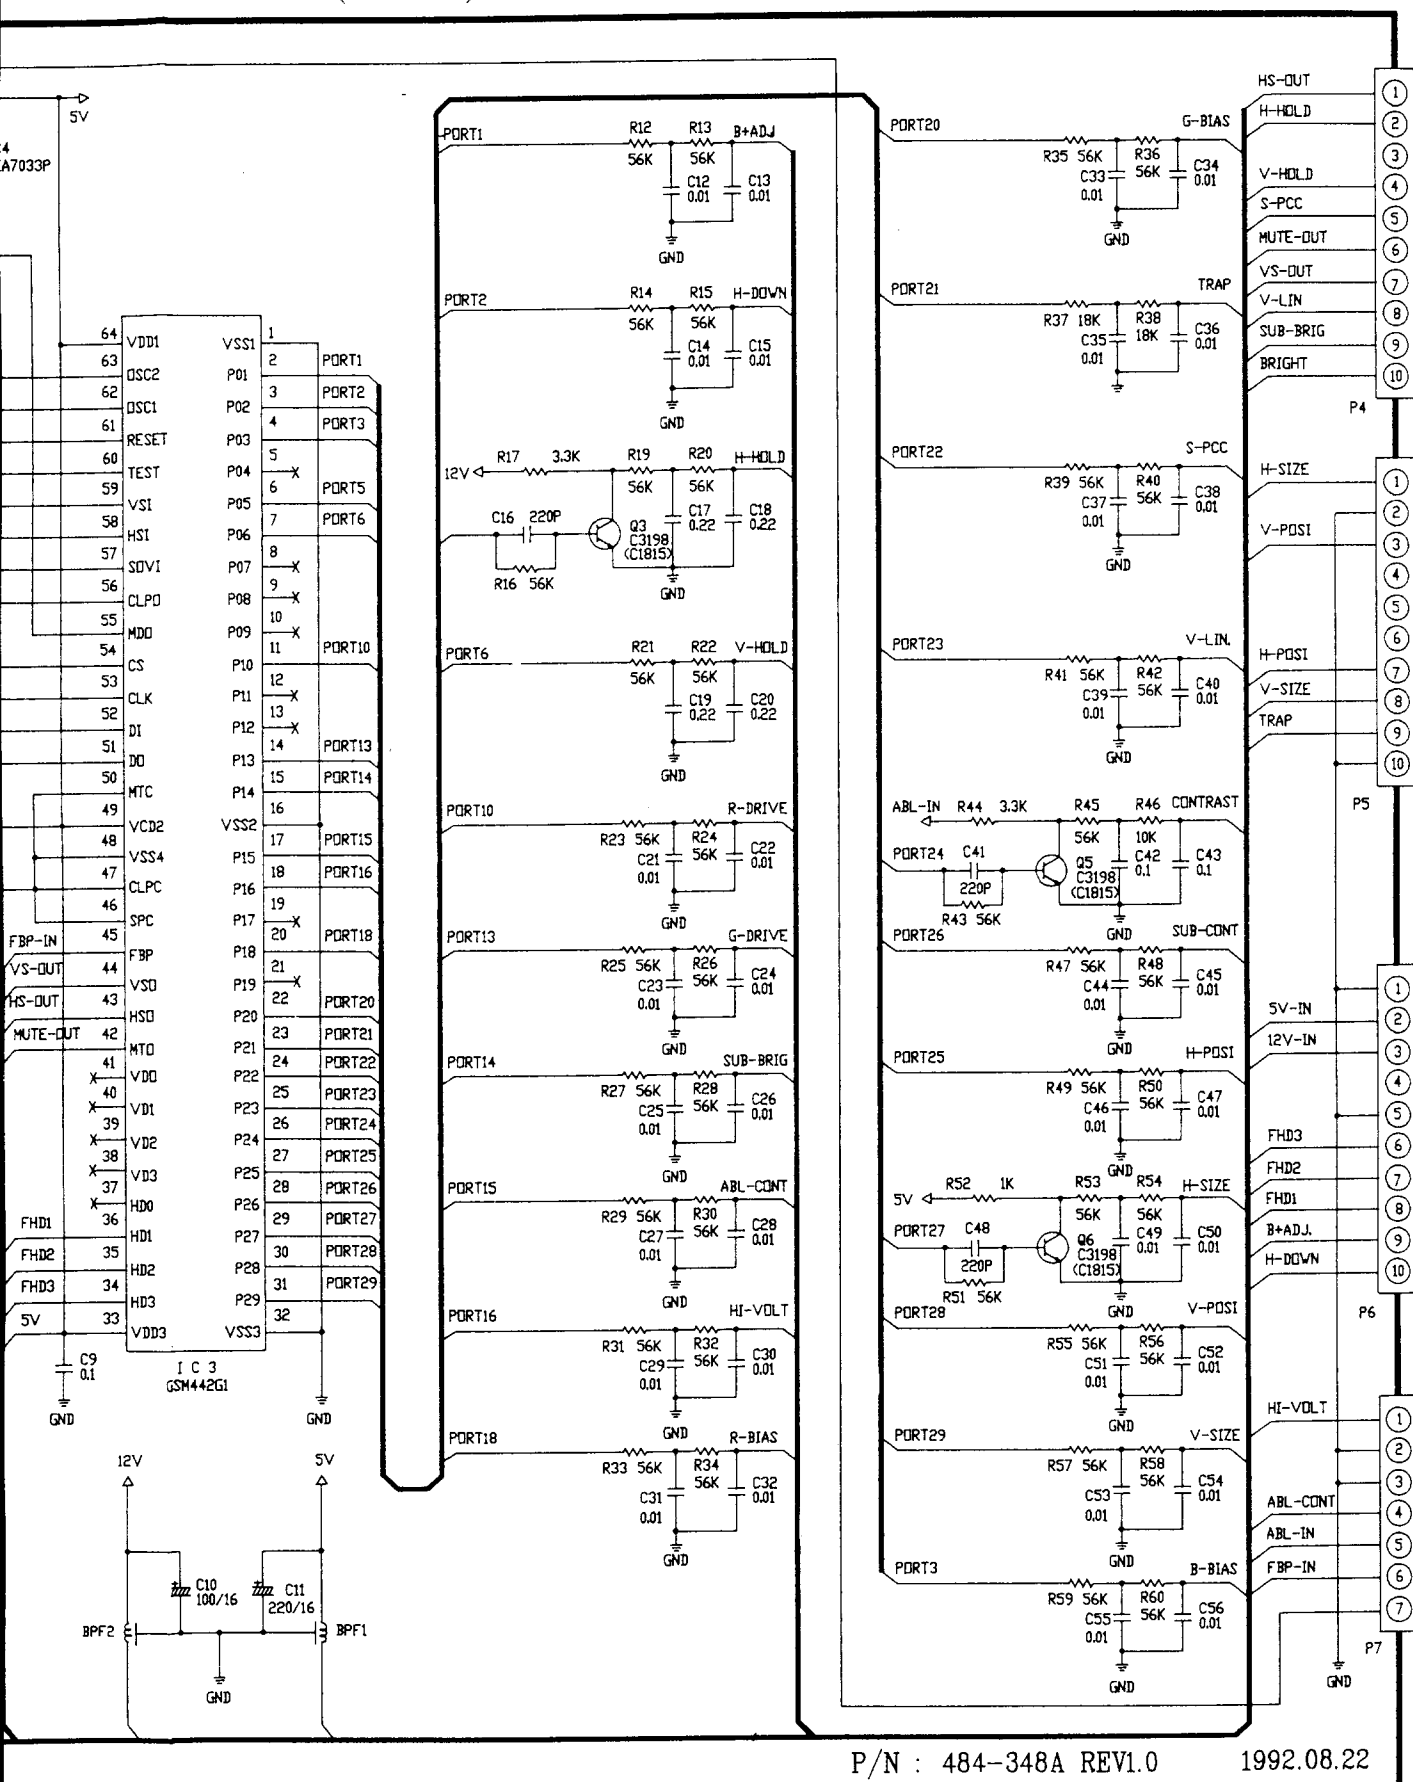 5V
A7033P
64 VDD1
63 OSC2
62 OSC1
61 RESET
60 TEST
59 VSI
58 HSI
57 SOVI
56 CLPO
55 MDO
54 CS
53 CLK
52 DI
51 DO
50 MTC
49 VCD2
48 VSS4
47 CLPC
46 SPC
FBP-IN 45 FBP
VS-OUT 44 VSO
HS-OUT 43 HSO
MUTE-OUT 42 MTO
41 VD0
40 VD1
39 VD2
38 VD3
37 HD0
FHD1 36 HD1
FHD2 35 HD2
FHD3 34 HD3
5V 33 VDD3
VSS1 1
P01 2 PORT1
P02 3 PORT2
P03 4 PORT3
P04 5 X
P05 6 PORT5
P06 7 PORT6
P07 8 X
P08 9 X
P09 10 X
P10 11 PORT10
P11 12 X
P12 13 X
P13 14 PORT13
P14 15 PORT14
VSS2 16
P15 17 PORT15
P16 18 PORT16
P17 19 X
P18 20 PORT18
P19 21 X
P20 22 PORT20
P21 23 PORT21
P22 24 PORT22
P23 25 PORT23
P24 26 PORT24
P25 27 PORT25
P26 28 PORT26
P27 29 PORT27
P28 30 PORT28
P29 31 PORT29
VSS3 32
I C 3
GSM442G1
C9
0.1
GND
GND
12V
5V
C10
100/16
C11
220/16
BPF2
BPF1
GND
PORT1 R12 R13 B+ADJ
56K 56K
C12 C13
0.01 0.01
GND
PORT2 R14 R15 H-DOWN
56K 56K
C14 C15
0.01 0.01
GND
12V R17 3.3K R19 R20 H-HOLD
56K 56K
C16 220P
Q3
C3198
(C1815)
C17 C18
0.22 0.22
R16 56K
GND
PORT6 R21 R22 V-HOLD
56K 56K
C19 C20
0.22 0.22
GND
PORT10 R-DRIVE
R23 56K R24
56K
C21 C22
0.01 0.01
GND
PORT13 G-DRIVE
R25 56K R26
56K
C23 C24
0.01 0.01
GND
PORT14 SUB-BRIG
R27 56K R28
56K
C25 C26
0.01 0.01
GND
PORT15 ABL-CONT
R29 56K R30
56K
C27 C28
0.01 0.01
GND
PORT16 HI-VOLT
R31 56K R32
56K
C29 C30
0.01 0.01
GND
PORT18 R-BIAS
R33 56K R34
56K
C31 C32
0.01 0.01
GND
PORT20 G-BIAS
R35 56K R36
56K
C33 C34
0.01 0.01
GND
PORT21 TRAP
R37 18K R38
18K
C35 C36
0.01 0.01
PORT22 S-PCC
R39 56K R40
56K
C37 C38
0.01 0.01
GND
PORT23 V-LIN.
R41 56K R42
56K
C39 C40
0.01 0.01
GND
ABL-IN R44 3.3K R45 R46 CONTRAST
56K 10K
PORT24 C41
220P
R43 56K
Q5
C3198
(C1815)
C42 C43
0.1 0.1
GND
PORT26 SUB-CONT
R47 56K R48
56K
C44 C45
0.01 0.01
GND
PORT25 H-POSI
R49 56K R50
56K
C46 C47
0.01 0.01
GND
5V R52 1K R53 R54 H-SIZE
56K 56K
PORT27 C48
220P
R51 56K
Q6
C3198
(C1815)
C49 C50
0.01 0.01
GND
PORT28 V-POSI
R55 56K R56
56K
C51 C52
0.01 0.01
GND
PORT29 V-SIZE
R57 56K R58
56K
C53 C54
0.01 0.01
GND
PORT3 B-BIAS
R59 56K R60
56K
C55 C56
0.01 0.01
GND
HS-OUT 1
H-HOLD 2
3
V-HOLD 4
S-PCC 5
MUTE-OUT 6
VS-OUT 7
V-LIN 8
SUB-BRIG 9
BRIGHT 10
P4
H-SIZE 1
2
V-POSI 3
4
5
6
H-POSI 7
V-SIZE 8
TRAP 9
10
P5
1
5V-IN 2
12V-IN 3
4
5
FHD3 6
FHD2 7
FHD1 8
B+ADJ. 9
H-DOWN 10
P6
HI-VOLT 1
2
3
ABL-CONT 4
ABL-IN 5
FBP-IN 6
7
P7
GND
P/N : 484-348A REV1.0 1992.08.22